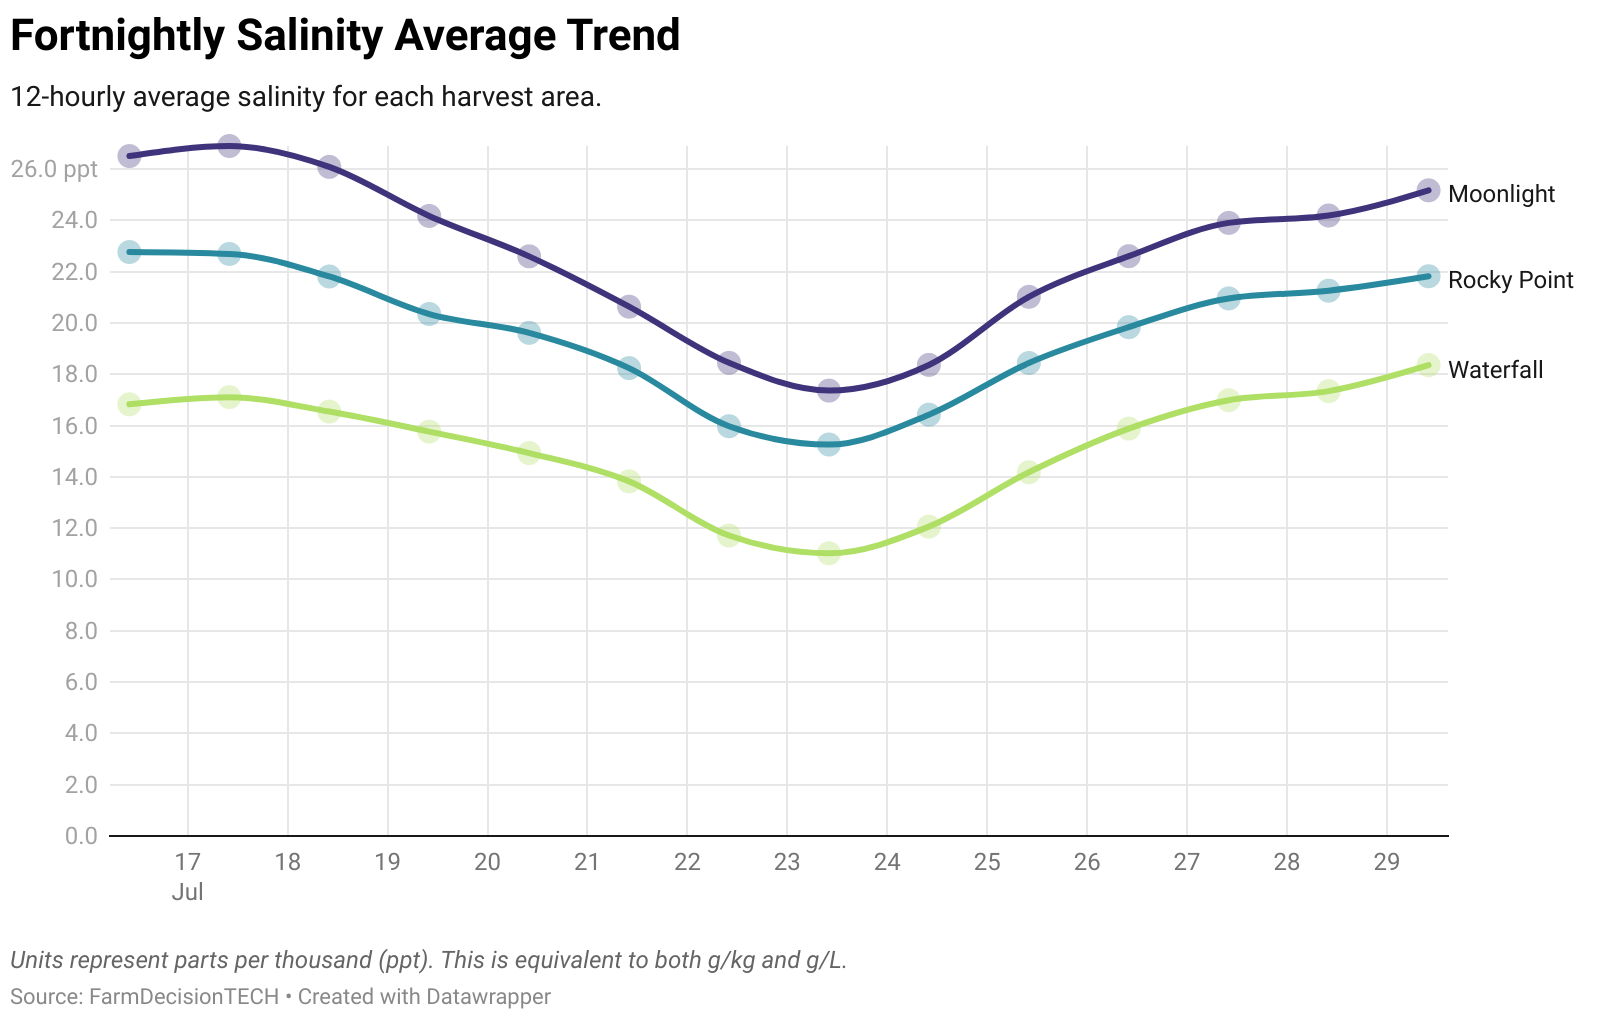 Fortnightly Salinity Average Trend
12-hourly average salinity for each harvest area.
26.0 ppt
24.0
22.0
20.0
18.0
16.0
14.0
12.0
10.0
8.0
6.0
4.0
2.0
0.0
Moonlight
Rocky Point
Waterfall
17 18 19 20 21 22 23 24 25 26 27 28 29
Jul
Units represent parts per thousand (ppt). This is equivalent to both g/kg and g/L.
Source: FarmDecisionTECH • Created with Datawrapper